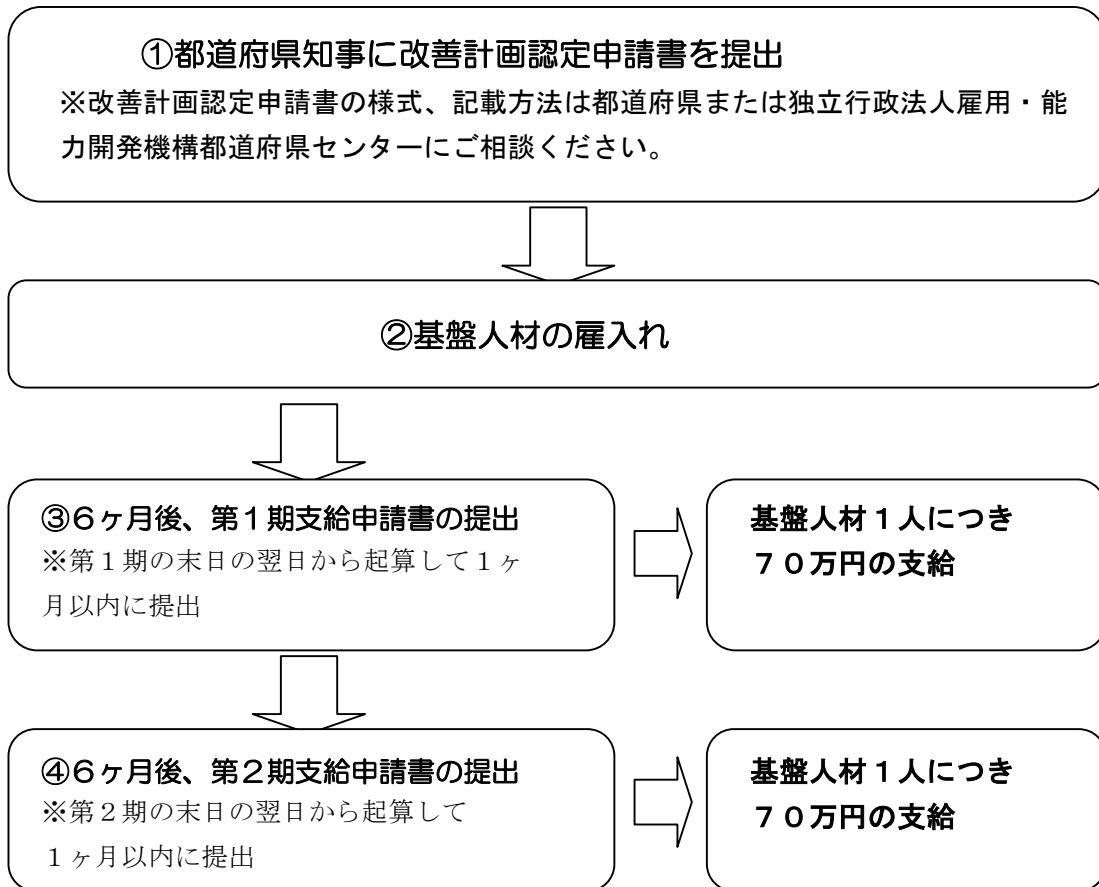 ①都道府県知事に改善計画認定申請書を提出
※改善計画認定申請書の様式、記載方法は都道府県または独立行政法人雇用・能
力開発機構都道府県センターにご相談ください。
②基盤人材の雇入れ
③６ヶ月後、第１期支給申請書の提出
※第１期の末日の翌日から起算して１ヶ
月以内に提出
基盤人材１人につき
７０万円の支給
④６ヶ月後、第２期支給申請書の提出
※第２期の末日の翌日から起算して
１ヶ月以内に提出
基盤人材１人につき
７０万円の支給